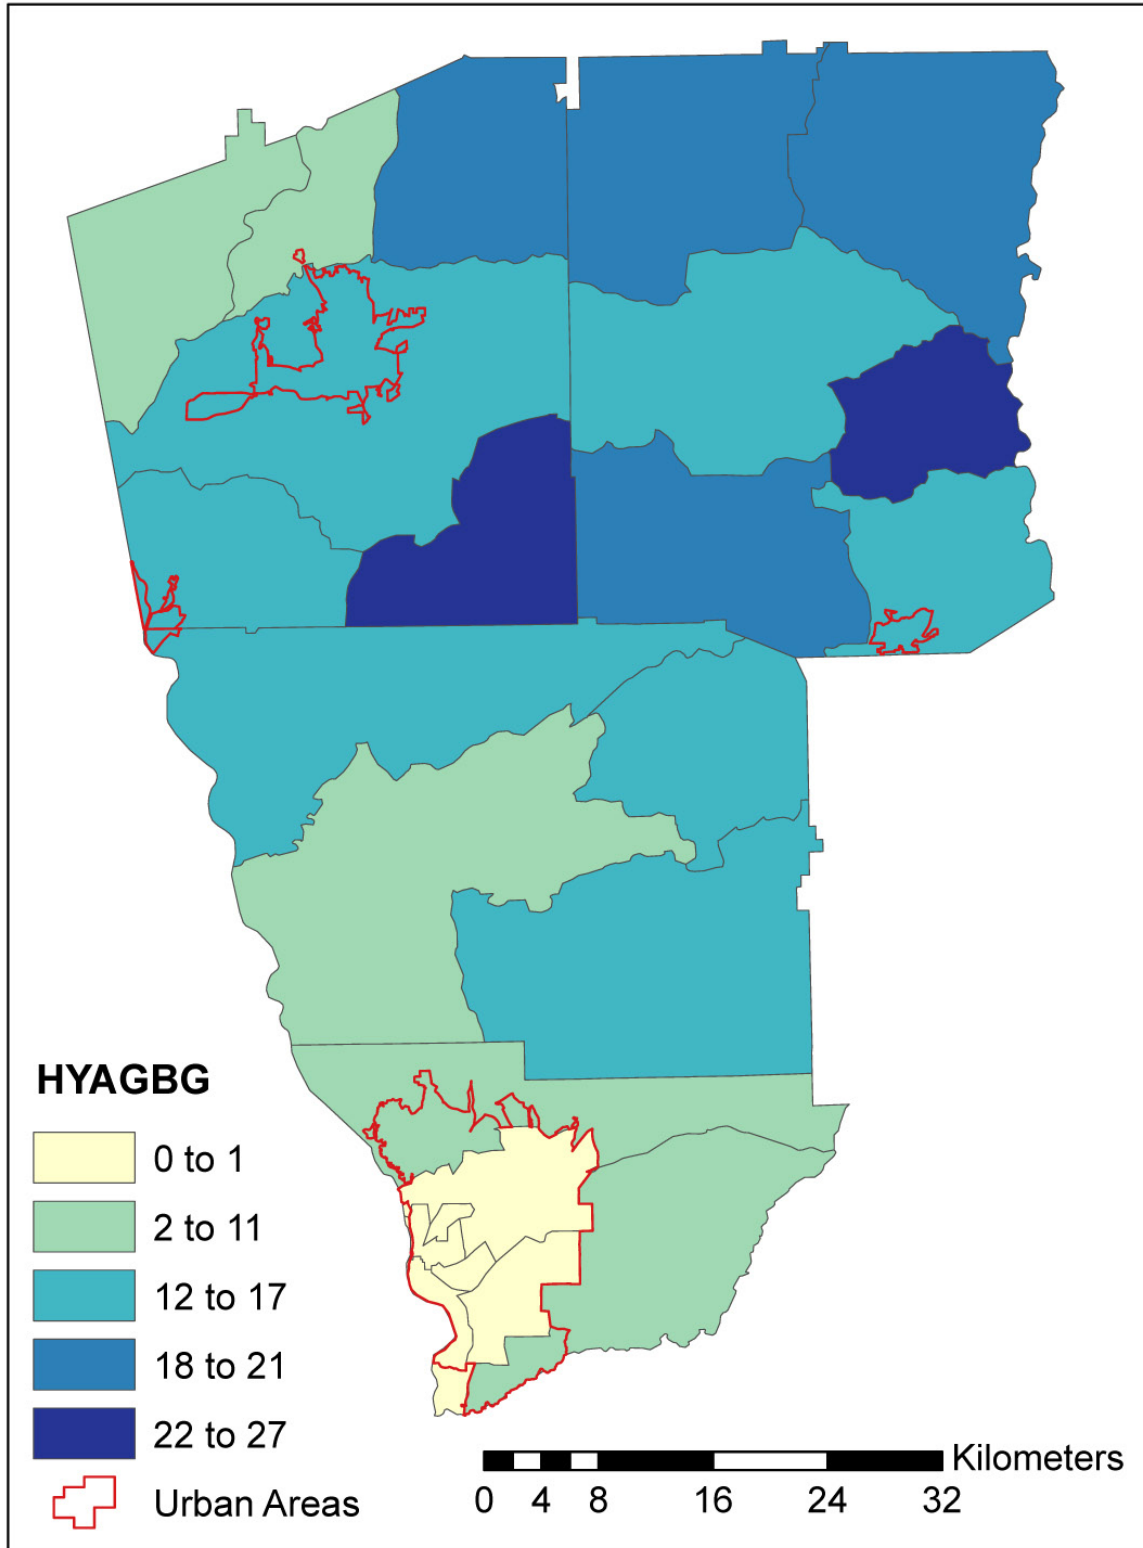 HYAGBG
0 to 1
2 to 11
12 to 17
18 to 21
22 to 27
Urban Areas
Kilometers
0 4 8 16 24 32